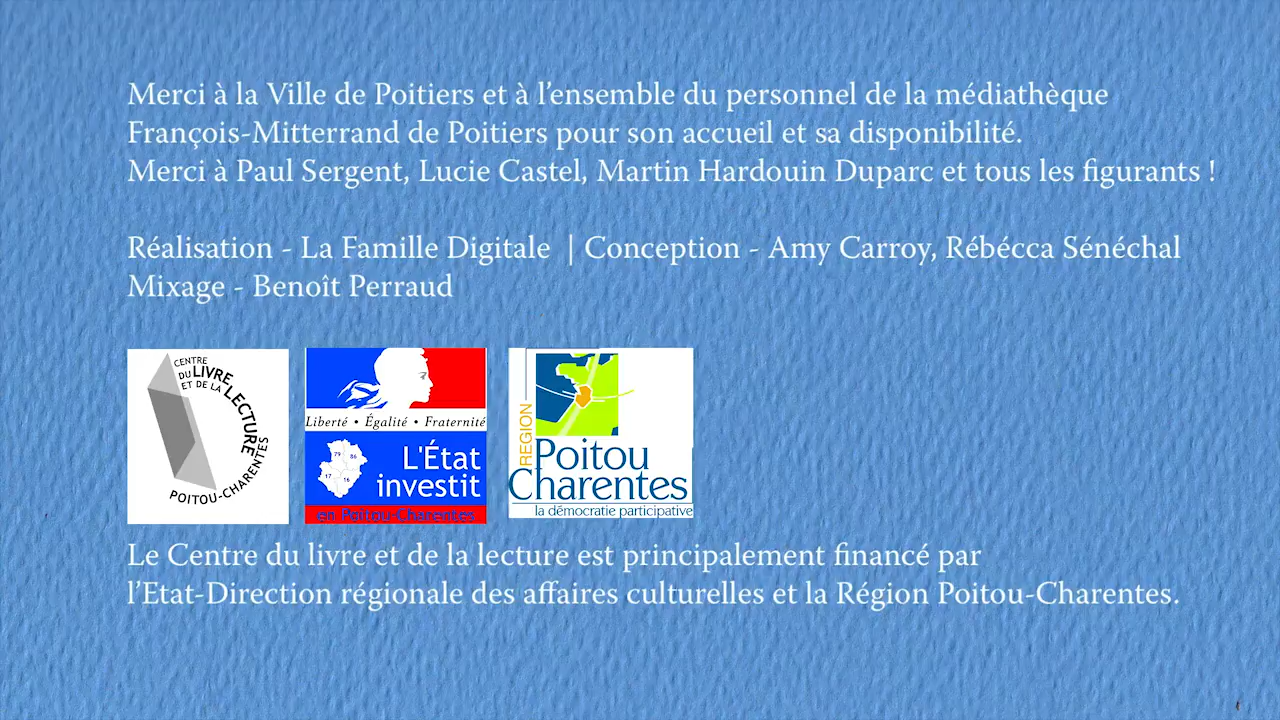 Merci à la Ville de Poitiers et à l’ensemble du personnel de la médiathèque
François-Mitterrand de Poitiers pour son accueil et sa disponibilité.
Merci à Paul Sergent, Lucie Castel, Martin Hardouin Duparc et tous les figurants !
Réalisation - La Famille Digitale | Conception - Amy Carroy, Rébécca Sénéchal
Mixage - Benoît Perraud
CENTRE
DU LIVRE
ET DE LA
LECTURE
POITOU-CHARENTES
Liberté • Égalité • Fraternité
79 86
17 16
L'État
investit
en Poitou-Charentes
REGION
Poitou
Charentes
la démocratie participative
Le Centre du livre et de la lecture est principalement financé par
l’Etat-Direction régionale des affaires culturelles et la Région Poitou-Charentes.